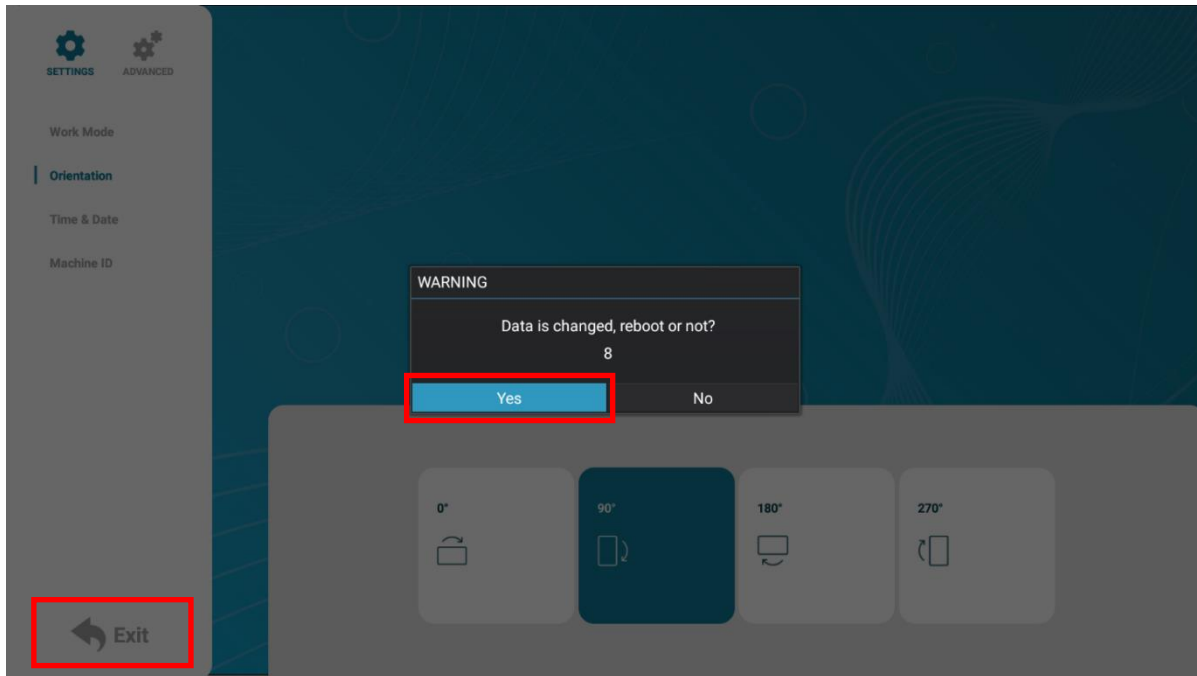 SETTINGS ADVANCED
Work Mode
Orientation
Time & Date
Machine ID
WARNING
Data is changed, reboot or not?
8
Yes No
0° 90° 180° 270°
Exit